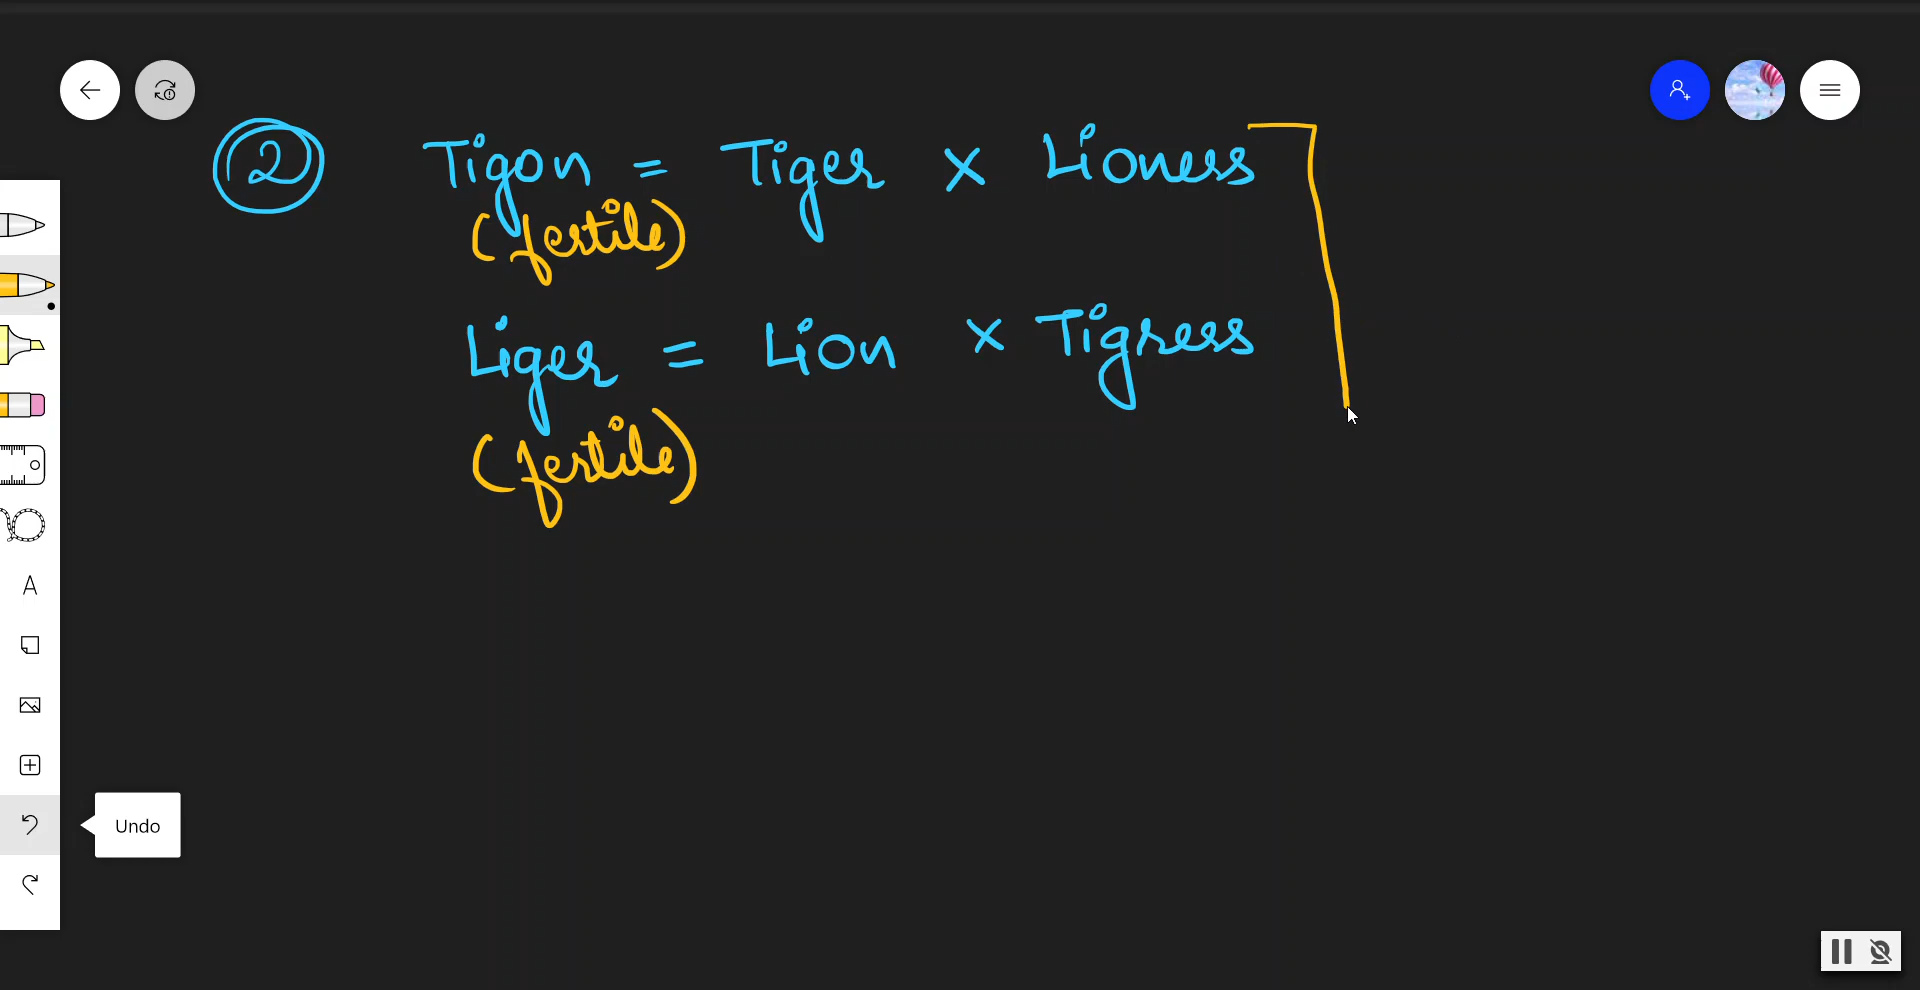 ② Tigon = Tiger × Lioness
(fertile)
Liger = Lion × Tigress
(fertile)
A
Undo